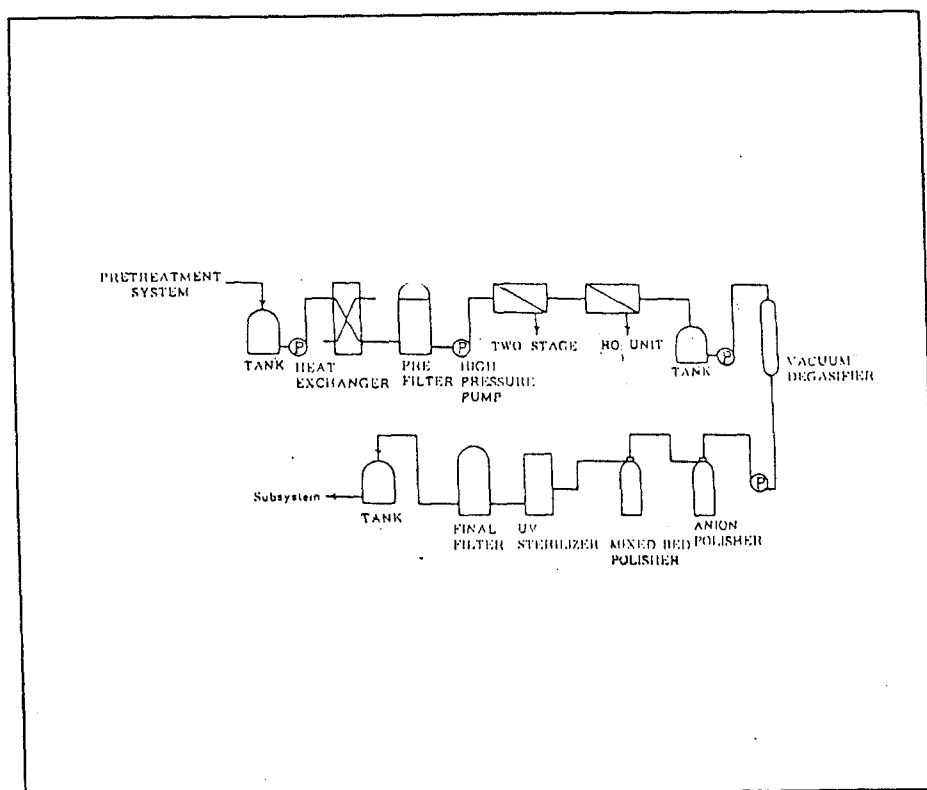 PRETREATMENT
SYSTEM
TANK
P
HEAT
EXCHANGER
PRE
FILTER
P
HIGH
PRESSURE
PUMP
TWO STAGE
RO UNIT
TANK
P
VACUUM
DEGASIFIER
P
ANION
POLISHER
MIXED BED
POLISHER
UV
STERILIZER
FINAL
FILTER
TANK
Subsystem